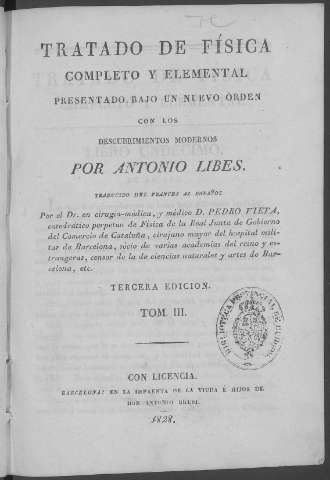 TRATADO DE FÍSICA
COMPLETO Y ELEMENTAL
PRESENTADO BAJO UN NUEVO ÓRDEN
CON LOS
DESCUBRIMIENTOS MODERNOS
POR ANTONIO LIBES.
TRADUCIDO DEL FRANCES AL ESPAÑOL
Por el Dr. en cirugía-médica, y médico D. PEDRO VIETA,
catedrático perpetuo de Física de la Real Junta de Gobierno
del Comercio de Cataluña, cirujano mayor del hospital mili-
tar de Barcelona, socio de varias academias del reino y es-
trangeras, censor de la de ciencias naturales y artes de Bar-
celona, etc.
TERCERA EDICION.
TOM. III.
BIBLIOTECA PROVINCIAL DE
CON LICENCIA.
BARCELONA: EN LA IMPRENTA DE LA VIUDA É HIJOS DE
DON ANTONIO BRUSI.
1828.